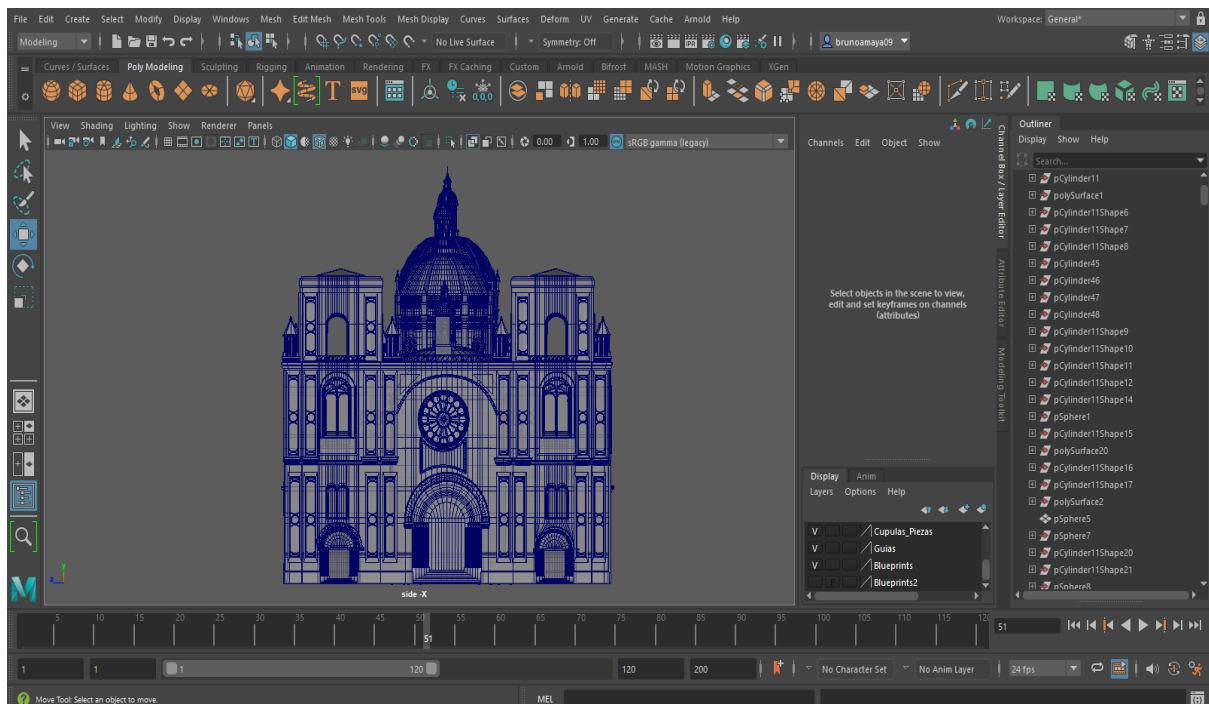 File Edit Create Select Modify Display Windows Mesh Edit Mesh Mesh Tools Mesh Display Curves Surfaces Deform UV Generate Cache Arnold Help Workspace: General*
Modeling No Live Surface Symmetry: Off IPR brunoamaya09
Curves / Surfaces Poly Modeling Sculpting Rigging Animation Rendering FX FX Caching Custom Arnold Bifrost MASH Motion Graphics XGen
T SVG 0,0,0
View Shading Lighting Show Renderer Panels
0.00 1.00 sRGB gamma (legacy)
side -X
Channels Edit Object Show
Select objects in the scene to view,
edit and set keyframes on channels
(attributes)
Display Anim
Layers Options Help
V Cupulas_Piezas
V Guias
V Blueprints
P Blueprints2
Channel Box / Layer Editor
Attribute Editor
Modeling Toolkit
Outliner
Display Show Help
Search...
pCylinder11
polySurface1
pCylinder11Shape6
pCylinder11Shape7
pCylinder11Shape8
pCylinder45
pCylinder46
pCylinder47
pCylinder48
pCylinder11Shape9
pCylinder11Shape10
pCylinder11Shape11
pCylinder11Shape12
pCylinder11Shape14
pSphere1
pCylinder11Shape15
polySurface20
pCylinder11Shape16
pCylinder11Shape17
polySurface2
pSphere5
pSphere7
pCylinder11Shape20
pCylinder11Shape21
pSphere8
5 10 15 20 25 30 35 40 45 50 55 60 65 70 75 80 85 90 95 100 105 110 115 120
51 51
1 1 1 120 120 200 No Character Set No Anim Layer 24 fps
Move Tool: Select an object to move. MEL